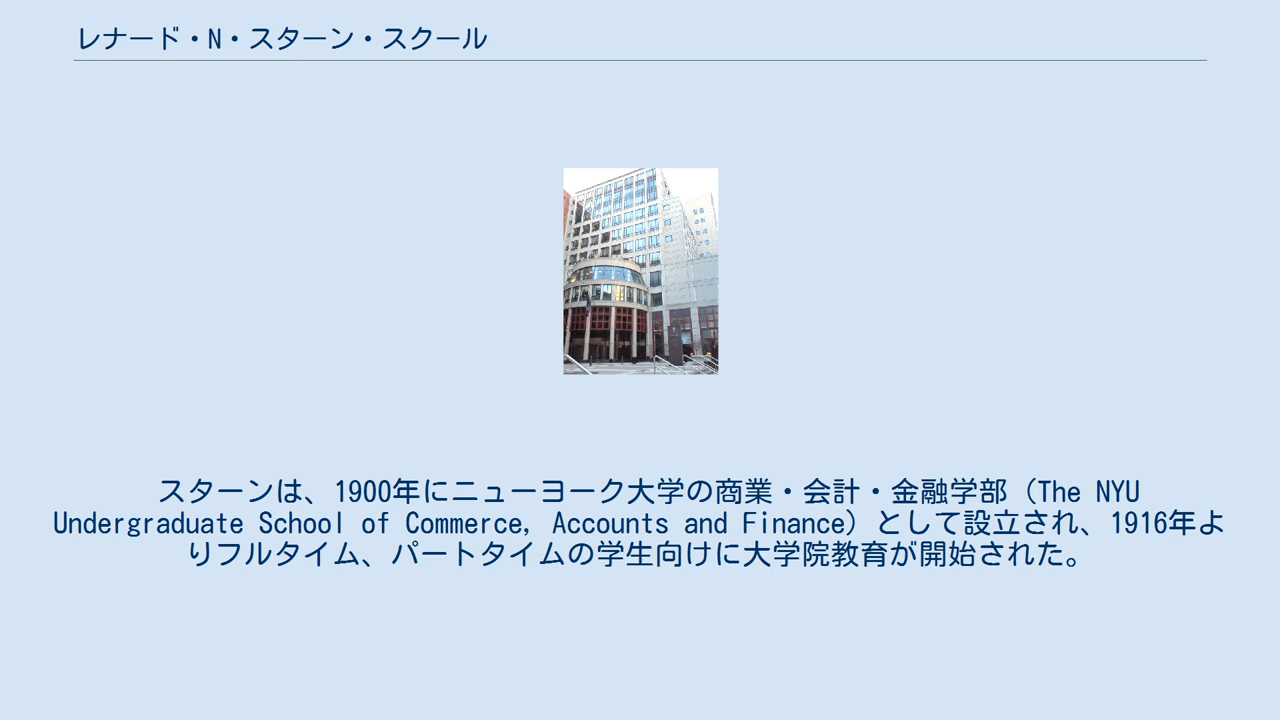 レナード・N・スターン・スクール
スターンは、1900年にニューヨーク大学の商業・会計・金融学部（The NYU
Undergraduate School of Commerce, Accounts and Finance）として設立され、1916年よ
りフルタイム、パートタイムの学生向けに大学院教育が開始された。